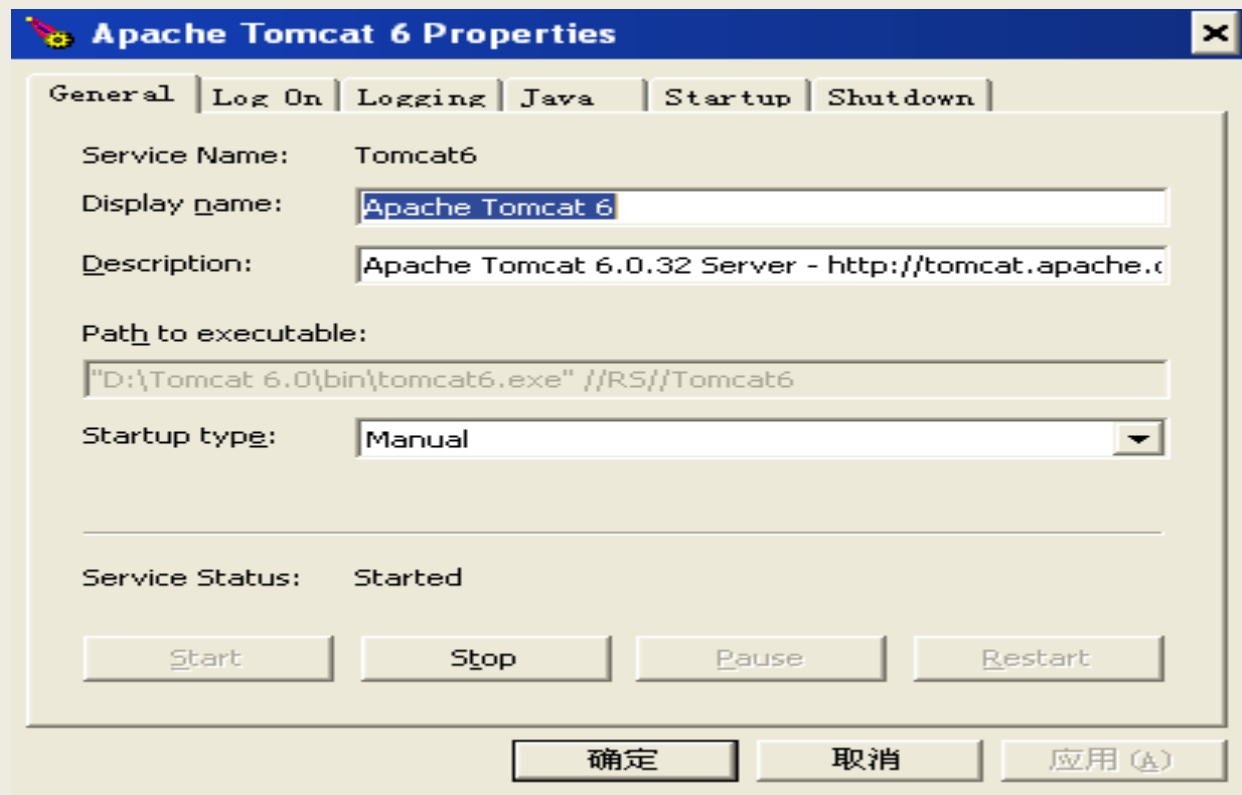 Apache Tomcat 6 Properties
General Log On Logging Java Startup Shutdown
Service Name: Tomcat6
Display name: Apache Tomcat 6
Description: Apache Tomcat 6.0.32 Server - http://tomcat.apache.
Path to executable:
"D:\Tomcat 6.0\bin\tomcat6.exe" //RS//Tomcat6
Startup type: Manual
Service Status: Started
Start Stop Pause Restart
确定 取消 应用(A)